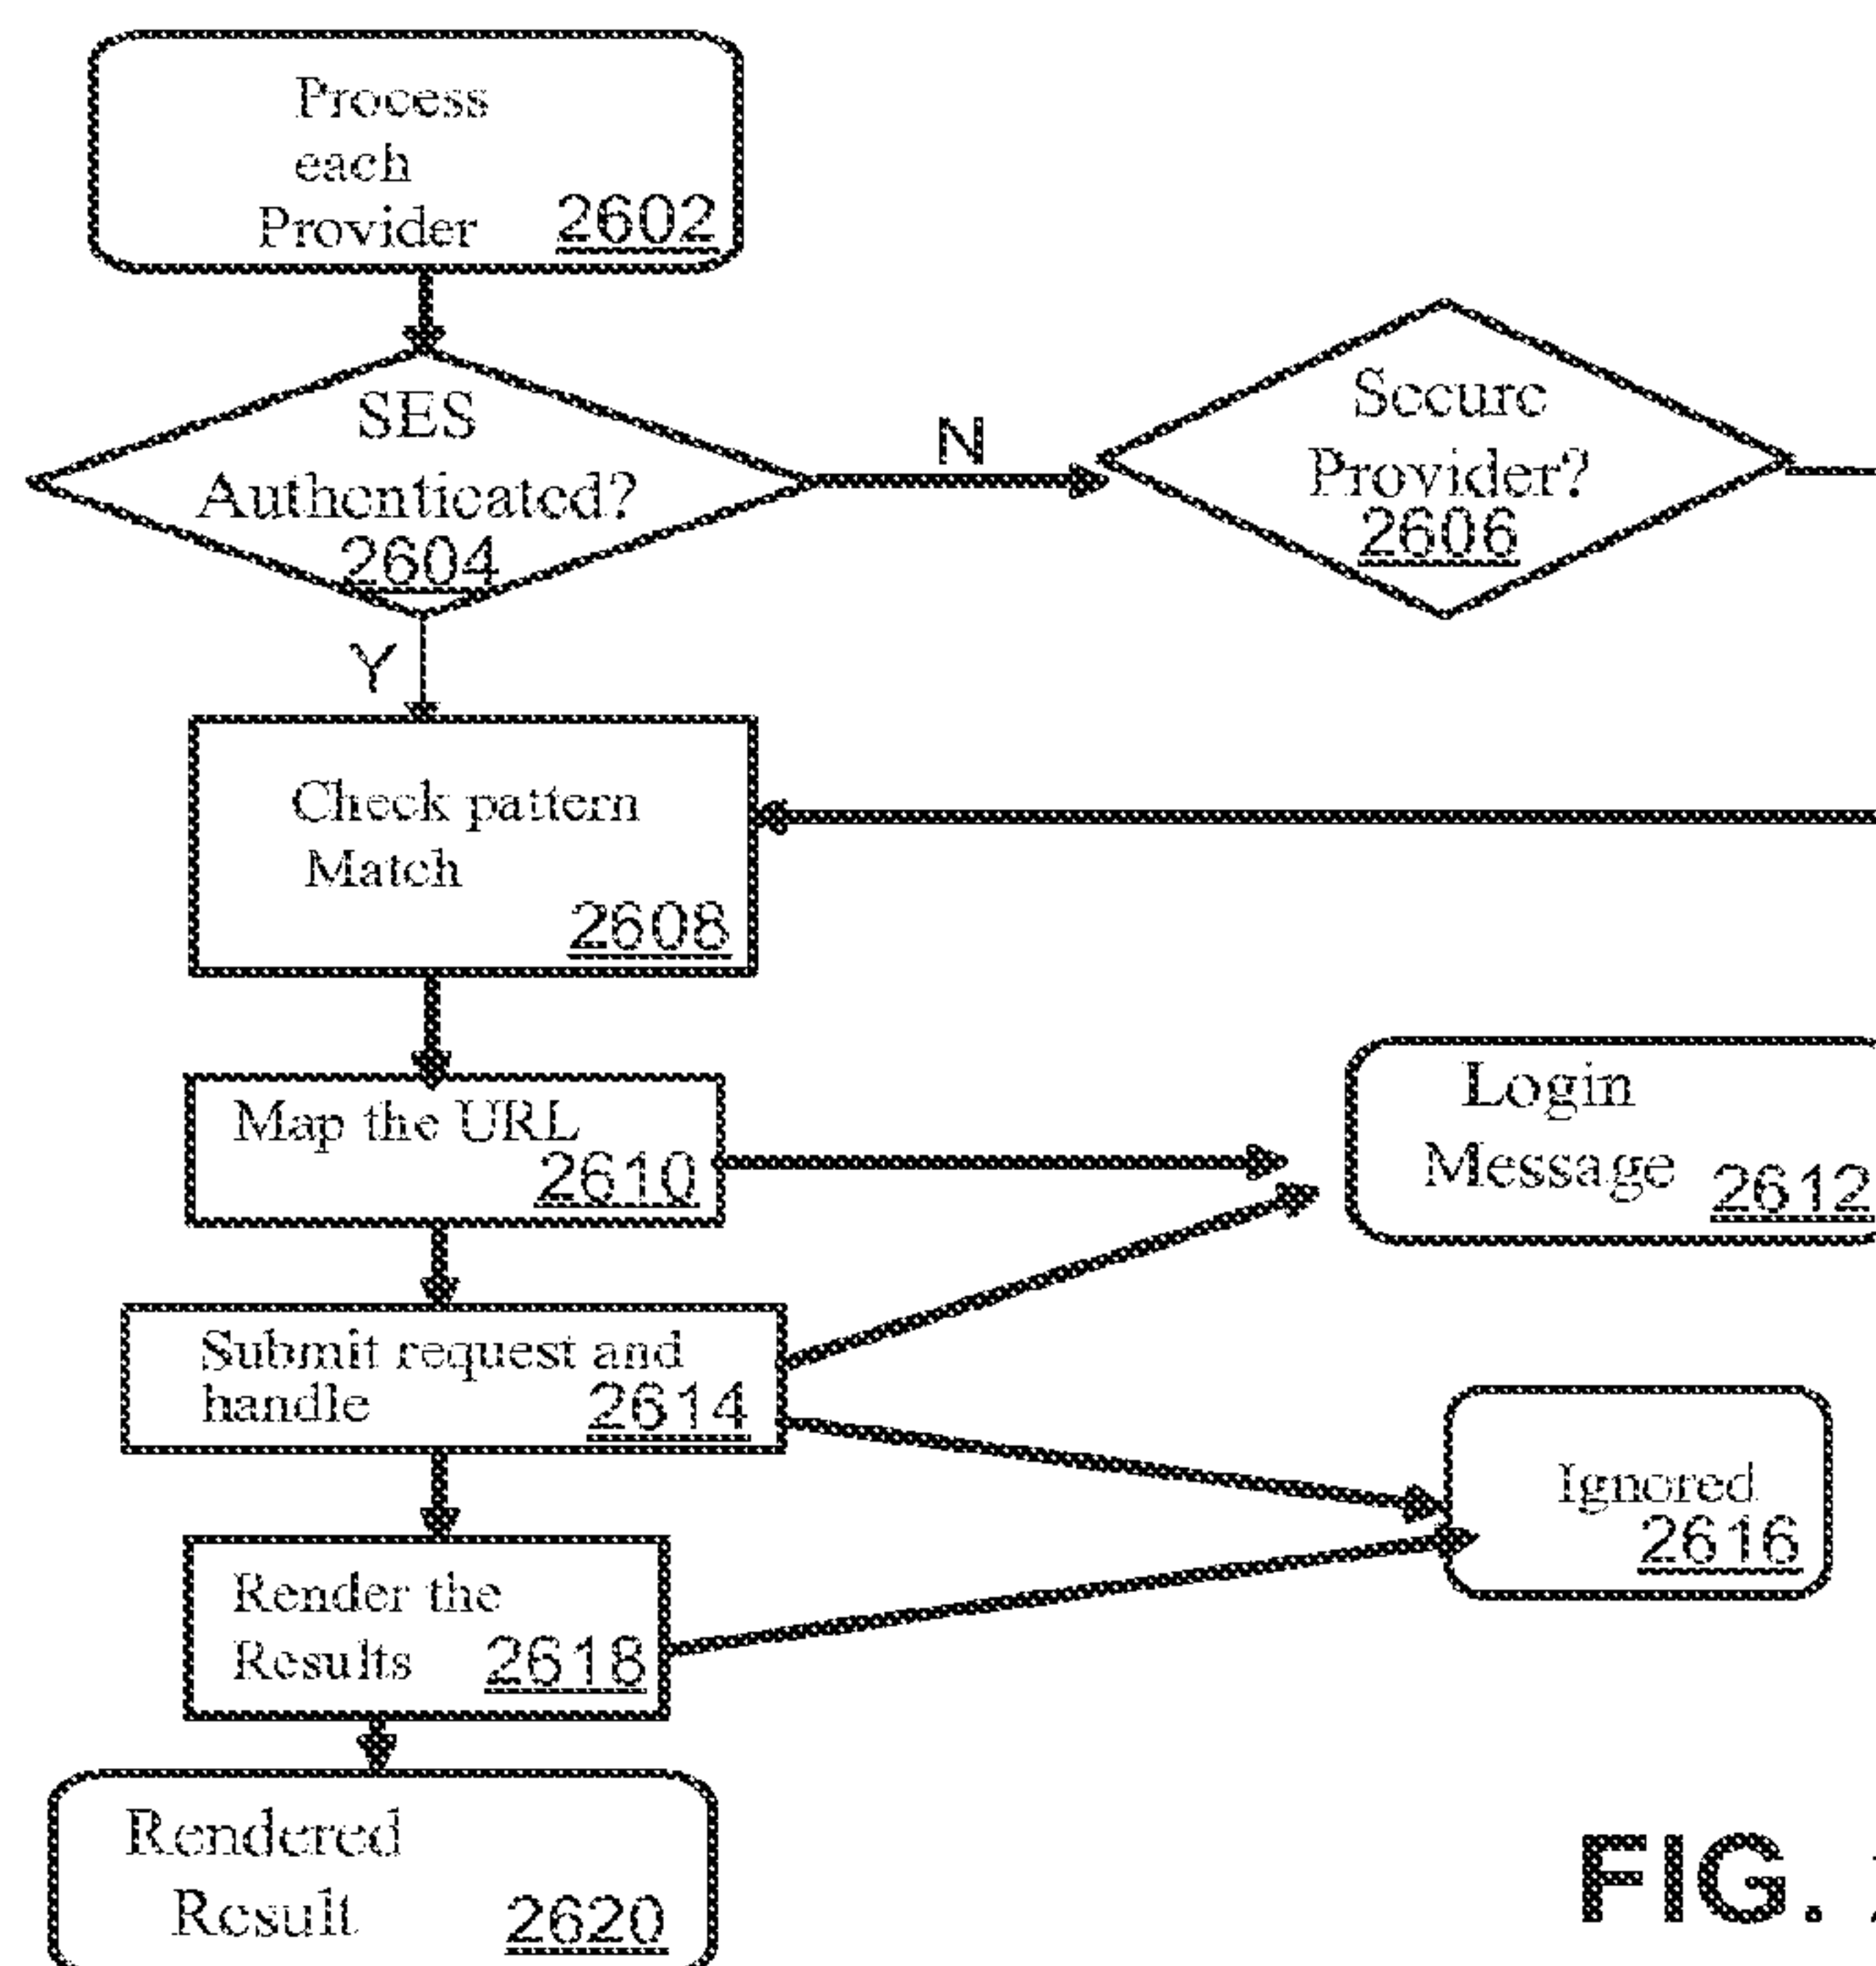 Process
each
Provider 2602
SES
Authenticated?
2604
N
Secure
Provider?
2606
Y
Check pattern
Match
2608
Map the URL
2610
Login
Message 2612
Submit request and
handle 2614
Ignored
2616
Render the
Results 2618
Rendered
Result 2620
FIG.